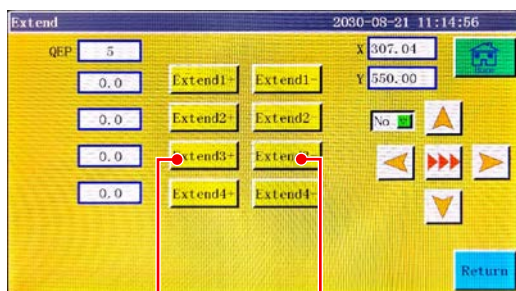 Extend 2030-08-21 11:14:56
QEP 5 X 307.04
0.0 Extend1+ Extend1- Y 550.00
0.0 Extend2+ Extend2- No
0.0 Extend3+
0.0 Extend4+ Extend4-
Return